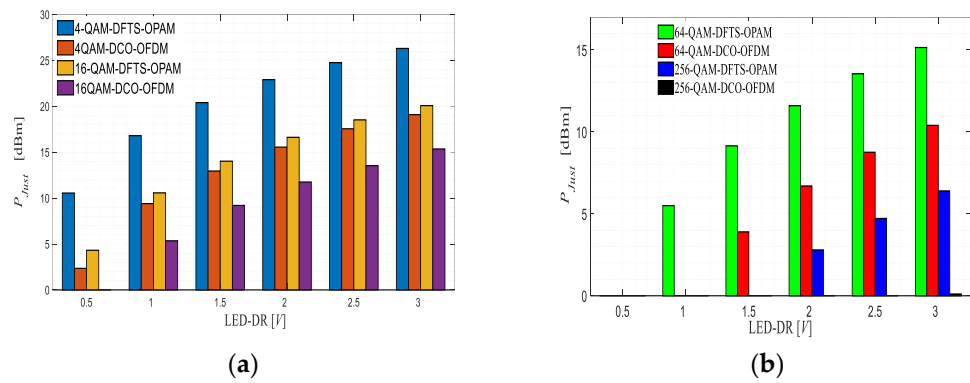 30
25
20
15
10
5
0
P_Just [dBm]
4-QAM-DFTS-OPAM
4QAM-DCO-OFDM
16-QAM-DFTS-OPAM
16QAM-DCO-OFDM
0.5 1 1.5 2 2.5 3
LED-DR [V]
(a)
15
10
5
0
P_Just [dBm]
64-QAM-DFTS-OPAM
64-QAM-DCO-OFDM
256-QAM-DFTS-OPAM
256-QAM-DCO-OFDM
0.5 1 1.5 2 2.5 3
LED-DR [V]
(b)